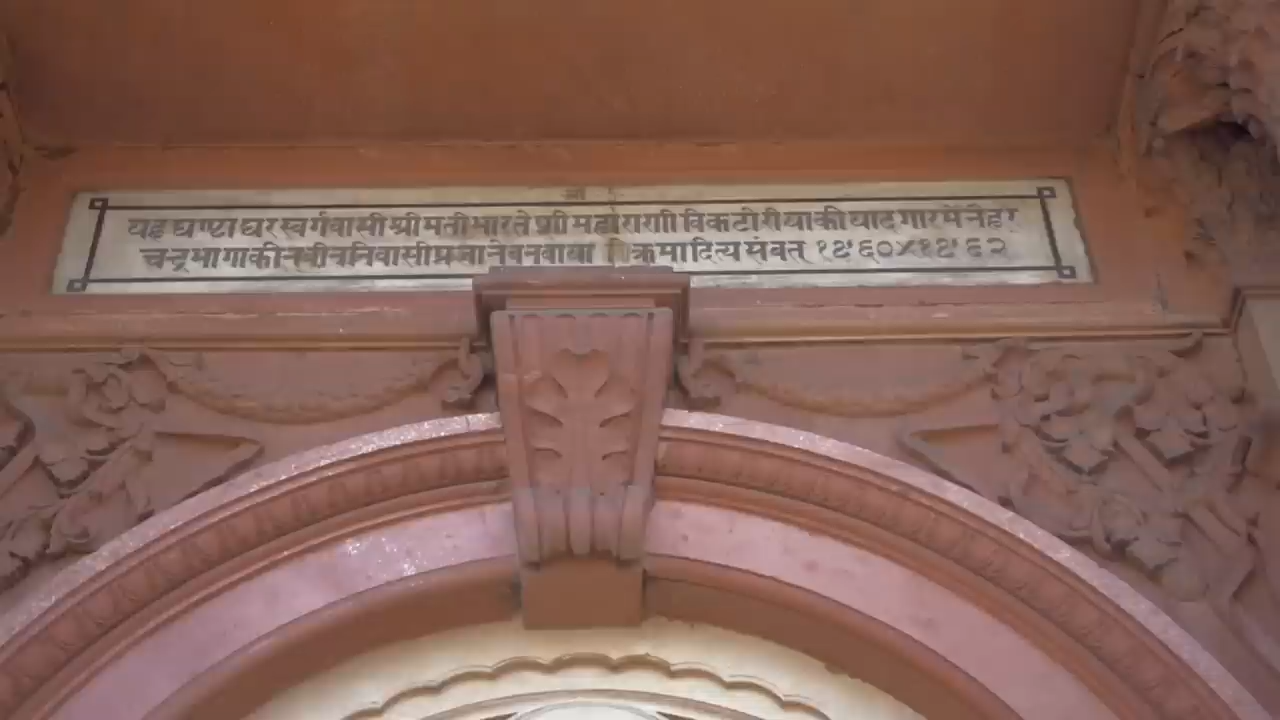 श्री
यह घण्टाघर स्वर्गवासी श्रीमती भारतेश्वरी महाराणी विकटोरीया की यादगार में नैहर
चन्द्रभागा की नवीन निवासी प्रजा ने बनवाया विक्रमादित्य संवत् १९६०X१९६२